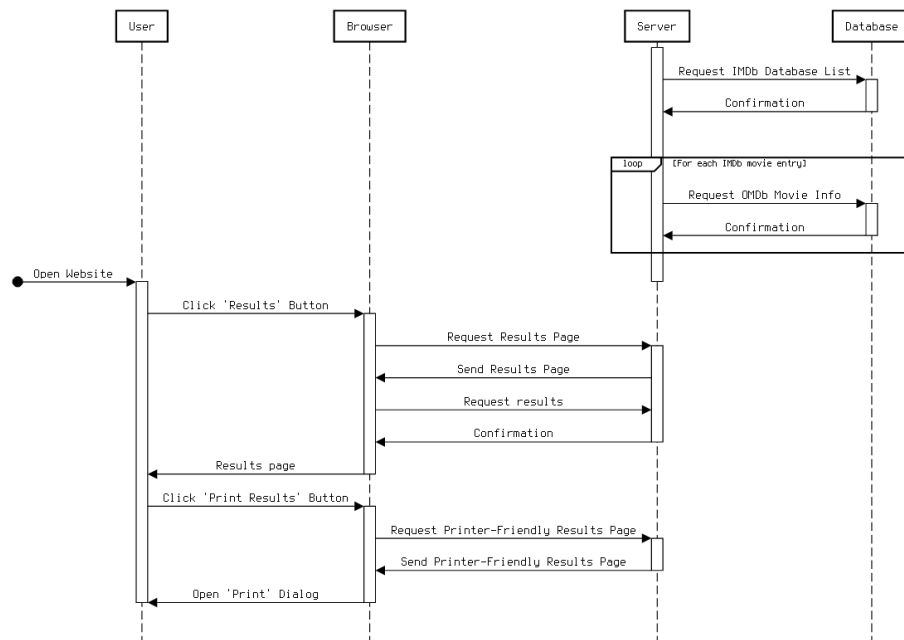 User
Browser
Server
Database
Request IMDb Database List
Confirmation
loop
[For each IMDb movie entry]
Request OMDb Movie Info
Confirmation
Open Website
Click 'Results' Button
Request Results Page
Send Results Page
Request results
Confirmation
Results page
Click 'Print Results' Button
Request Printer-Friendly Results Page
Send Printer-Friendly Results Page
Open 'Print' Dialog